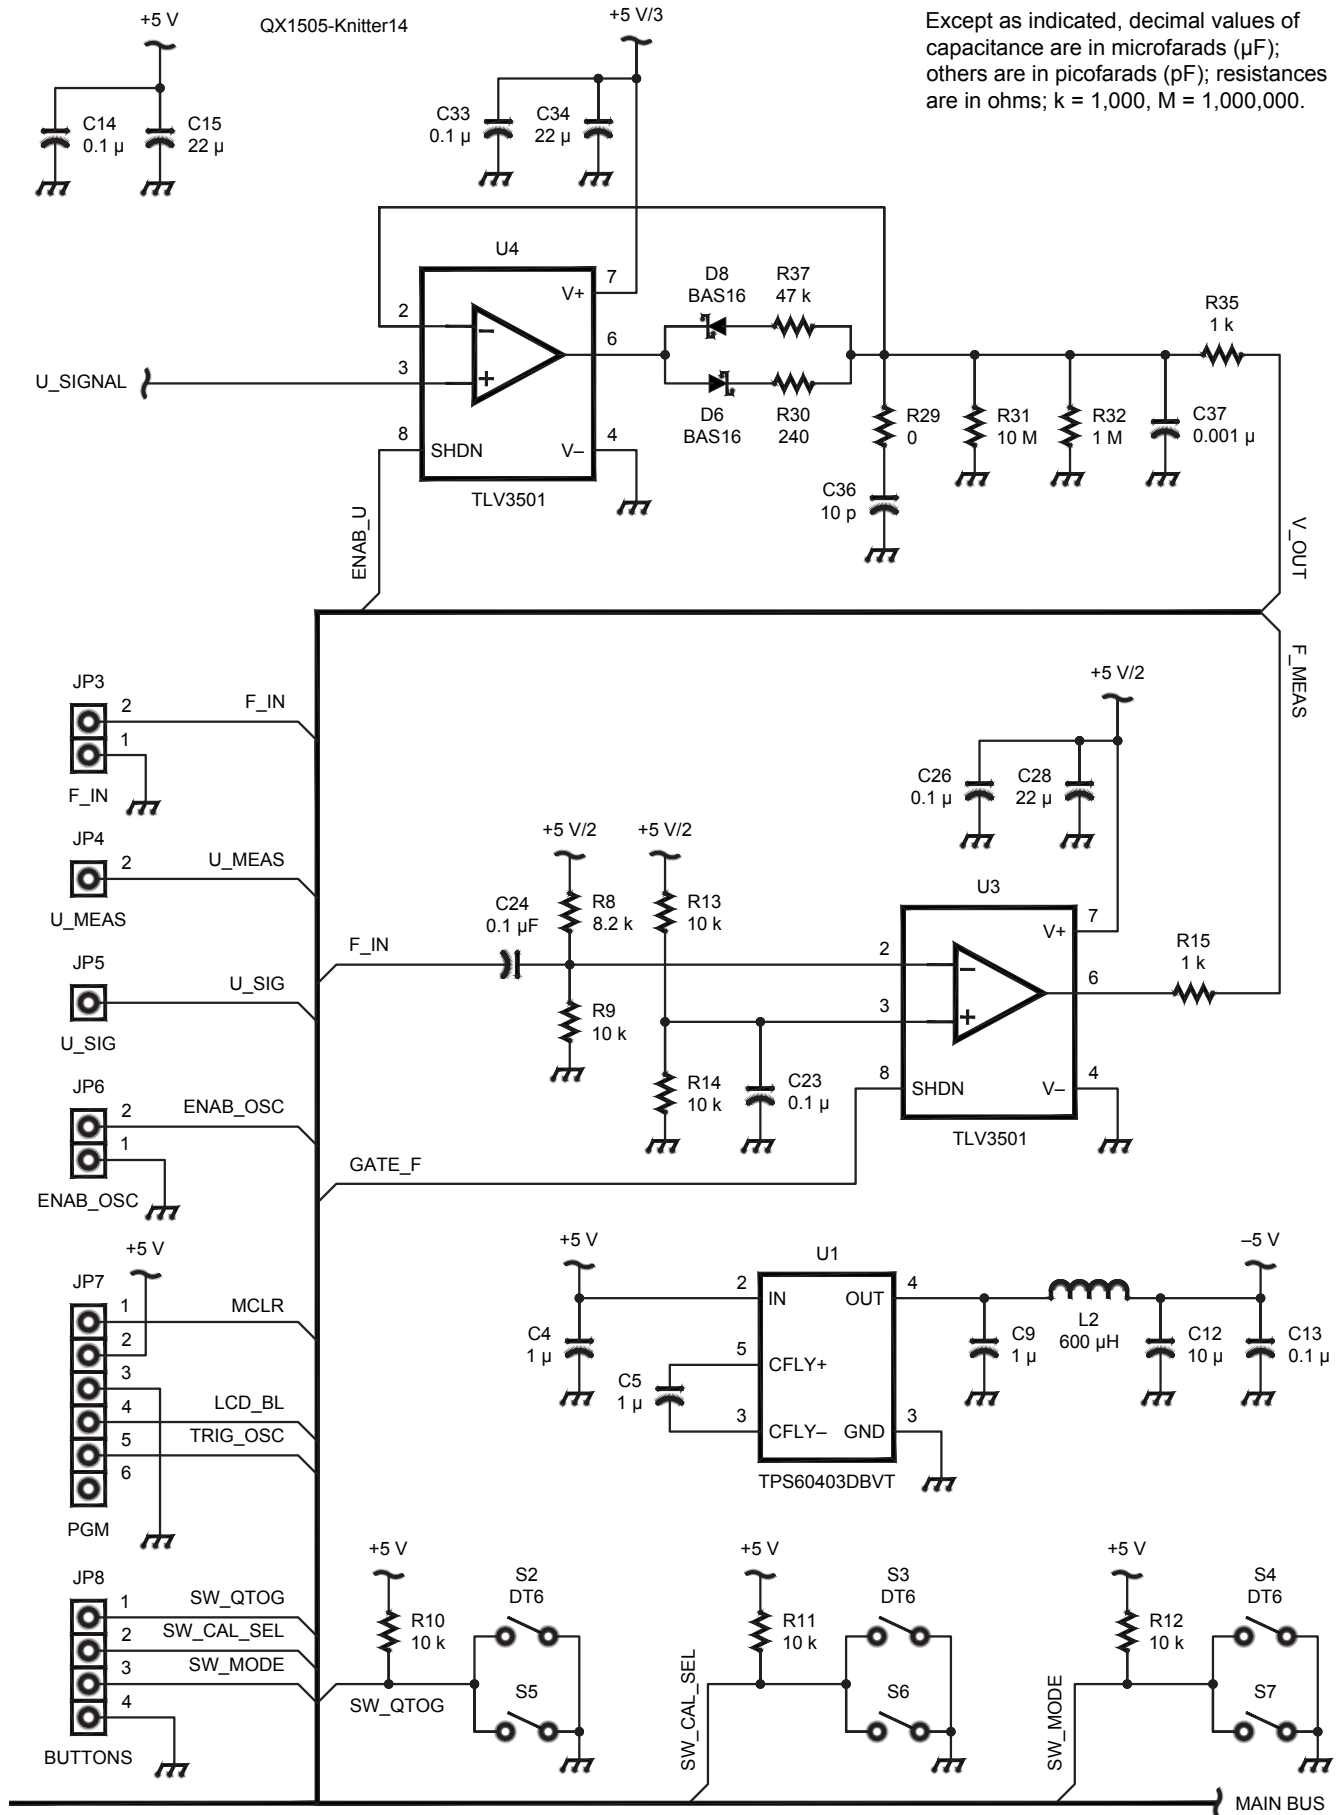 QX1505-Knitter14
Except as indicated, decimal values of
capacitance are in microfarads (µF);
others are in picofarads (pF); resistances
are in ohms; k = 1,000, M = 1,000,000.
+5 V
C14
0.1 µ
C15
22 µ
+5 V/3
C33
0.1 µ
C34
22 µ
U4
7
V+
2
–
6
3
+
8
SHDN
V–
4
TLV3501
U_SIGNAL
ENAB_U
D8
BAS16
R37
47 k
D6
BAS16
R30
240
R35
1 k
R29
0
R31
10 M
R32
1 M
C37
0.001 µ
C36
10 p
V_OUT
F_MEAS
JP3
2
F_IN
1
F_IN
JP4
2
U_MEAS
U_MEAS
JP5
U_SIG
U_SIG
JP6
2
ENAB_OSC
1
ENAB_OSC
+5 V
JP7
1
MCLR
2
3
4
LCD_BL
5
TRIG_OSC
6
PGM
JP8
1
SW_QTOG
2
SW_CAL_SEL
3
SW_MODE
4
BUTTONS
+5 V/2
C26
0.1 µ
C28
22 µ
+5 V/2
+5 V/2
C24
0.1 µF
R8
8.2 k
R13
10 k
F_IN
R9
10 k
R14
10 k
C23
0.1 µ
U3
7
V+
2
–
6
3
+
8
SHDN
V–
4
TLV3501
R15
1 k
GATE_F
+5 V
C4
1 µ
C5
1 µ
U1
2
IN
OUT
4
5
CFLY+
3
CFLY–
GND
3
TPS60403DBVT
C9
1 µ
L2
600 µH
–5 V
C12
10 µ
C13
0.1 µ
+5 V
R10
10 k
S2
DT6
S5
SW_QTOG
+5 V
R11
10 k
S3
DT6
S6
SW_CAL_SEL
+5 V
R12
10 k
S4
DT6
S7
SW_MODE
MAIN BUS